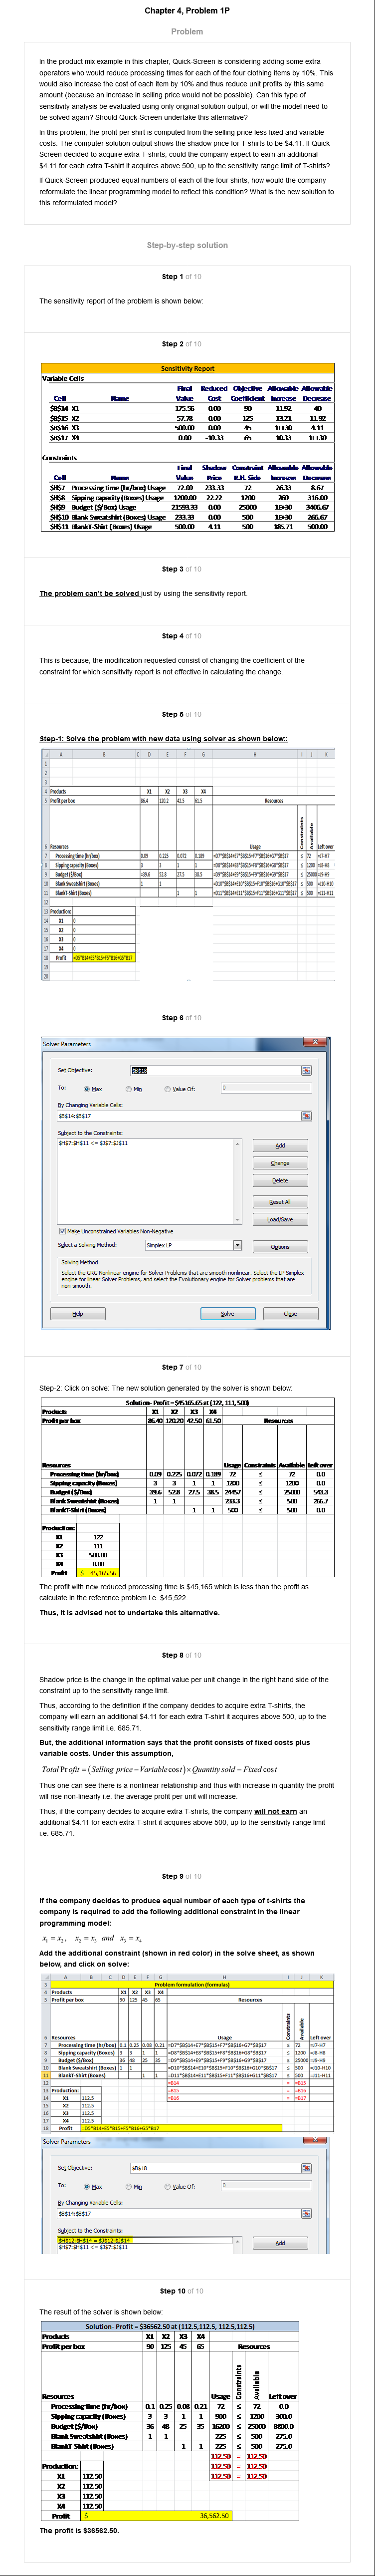 Chapter 4, Problem 1P
Problem
In the product mix example in this chapter, Quick-Screen is considering adding some extra
operators who would reduce processing times for each of the four clothing items by 10%. This
would also increase the cost of each item by 10% and thus reduce unit profits by this same
amount (because an increase in selling price would not be possible). Can this type of
sensitivity analysis be evaluated using only original solution output, or will the model need to
be solved again? Should Quick-Screen undertake this alternative?
In this problem, the profit per shirt is computed from the selling price less fixed and variable
costs. The computer solution output shows the shadow price for T-shirts to be $4.11. If Quick-
Screen decided to acquire extra T-shirts, could the company expect to earn an additional
$4.11 for each extra T-shirt it acquires above 500, up to the sensitivity range limit of T-shirts?
If Quick-Screen produced equal numbers of each of the four shirts, how would the company
reformulate the linear programming model to reflect this condition? What is the new solution to
this reformulated model?
Step-by-step solution
Step 1 of 10
The sensitivity report of the problem is shown below:
Step 2 of 10
Sensitivity Report
Variable Cells
Final Reduced Objective Allowable Allowable
Cell Name Value Cost Coefficient Increase Decrease
$B$14 X1 175.56 0.00 90 11.92 40
$B$15 X2 57.78 0.00 125 13.21 11.92
$B$16 X3 500.00 0.00 45 1E+30 4.11
$B$17 X4 0.00 -10.33 65 10.33 1E+30
Constraints
Final Shadow Constraint Allowable Allowable
Cell Name Value Price R.H. Side Increase Decrease
$H$7 Processing time (hr/box) Usage 72.00 233.33 72 26.33 8.67
$H$8 Sipping capacity (Boxes) Usage 1200.00 22.22 1200 260 316.00
$H$9 Budget ($/Box) Usage 21593.33 0.00 25000 1E+30 3406.67
$H$10 Blank Sweatshirt (Boxes) Usage 233.33 0.00 500 1E+30 266.67
$H$11 BlankT-Shirt (Boxes) Usage 500.00 4.11 500 185.71 500.00
Step 3 of 10
The problem can't be solved just by using the sensitivity report.
Step 4 of 10
This is because, the modification requested consist of changing the coefficient of the
constraint for which sensitivity report is not effective in calculating the change.
Step 5 of 10
Step-1: Solve the problem with new data using solver as shown below::
A B C D E F G H I J K
4 Products X1 X2 X3 X4
5 Profit per box 86.4 120.2 42.5 61.5 Resources
6 Resources Usage Constraints Available Left over
7 Processing time (hr/box) 0.09 0.225 0.072 0.189 =D7*$B$14+E7*$B$15+F7*$B$16+G7*$B$17 ≤ 72 =J7-H7
8 Sipping capacity (Boxes) 3 3 1 1 =D8*$B$14+E8*$B$15+F8*$B$16+G8*$B$17 ≤ 1200 =J8-H8
9 Budget ($/Box) =39.6 52.8 27.5 38.5 =D9*$B$14+E9*$B$15+F9*$B$16+G9*$B$17 ≤ 25000 =J9-H9
10 Blank Sweatshirt (Boxes) 1 1 =D10*$B$14+E10*$B$15+F10*$B$16+G10*$B$17 ≤ 500 =J10-H10
11 BlankT-Shirt (Boxes) 1 1 =D11*$B$14+E11*$B$15+F11*$B$16+G11*$B$17 ≤ 500 =J11-H11
12
13 Production:
14 X1 0
15 X2 0
16 X3 0
17 X4 0
18 Profit =D5*B14+E5*B15+F5*B16+G5*B17
19
20
Step 6 of 10
Solver Parameters
Set Objective: $B$18
To: Max Min Value Of: 0
By Changing Variable Cells:
$B$14:$B$17
Subject to the Constraints:
$H$7:$H$11 <= $J$7:$J$11
Add
Change
Delete
Reset All
Load/Save
Make Unconstrained Variables Non-Negative
Select a Solving Method: Simplex LP Options
Solving Method
Select the GRG Nonlinear engine for Solver Problems that are smooth nonlinear. Select the LP Simplex
engine for linear Solver Problems, and select the Evolutionary engine for Solver problems that are
non-smooth.
Help Solve Close
Step 7 of 10
Step-2: Click on solve: The new solution generated by the solver is shown below:
Solution- Profit = $45165.65 at (122, 111, 500)
Products X1 X2 X3 X4
Profit per box 86.40 120.20 42.50 61.50 Resources
Resources Usage Constraints Available Left over
Processing time (hr/box) 0.09 0.225 0.072 0.189 72 ≤ 72 0.0
Sipping capacity (Boxes) 3 3 1 1 1200 ≤ 1200 0.0
Budget ($/Box) 39.6 52.8 27.5 38.5 24457 ≤ 25000 543.3
Blank Sweatshirt (Boxes) 1 1 233.3 ≤ 500 266.7
BlankT-Shirt (Boxes) 1 1 500 ≤ 500 0.0
Production:
X1 122
X2 111
X3 500.00
X4 0.00
Profit $ 45,165.56
The profit with new reduced processing time is $45,165 which is less than the profit as
calculate in the reference problem i.e. $45,522.
Thus, it is advised not to undertake this alternative.
Step 8 of 10
Shadow price is the change in the optimal value per unit change in the right hand side of the
constraint up to the sensitivity range limit.
Thus, according to the definition if the company decides to acquire extra T-shirts, the
company will earn an additional $4.11 for each extra T-shirt it acquires above 500, up to the
sensitivity range limit i.e. 685.71.
But, the additional information says that the profit consists of fixed costs plus
variable costs. Under this assumption,
Total Profit = (Selling price – Variable cost) × Quantity sold – Fixed cost
Thus one can see there is a nonlinear relationship and thus with increase in quantity the profit
will rise non-linearly i.e. the average profit per unit will increase.
Thus, if the company decides to acquire extra T-shirts, the company will not earn an
additional $4.11 for each extra T-shirt it acquires above 500, up to the sensitivity range limit
i.e. 685.71.
Step 9 of 10
If the company decides to produce equal number of each type of t-shirts the
company is required to add the following additional constraint in the linear
programming model:
x₁ = x₂, x₂ = x₃ and x₃ = x₄
Add the additional constraint (shown in red color) in the solve sheet, as shown
below, and click on solve:
A B C D E F G H I J K
3 Problem formulation (formulas)
4 Products X1 X2 X3 X4
5 Profit per box 90 125 45 65 Resources
6 Resources Usage Constraints Available Left over
7 Processing time (hr/box) 0.1 0.25 0.08 0.21 =D7*$B$14+E7*$B$15+F7*$B$16+G7*$B$17 ≤ 72 =J7-H7
8 Sipping capacity (Boxes) 3 3 1 1 =D8*$B$14+E8*$B$15+F8*$B$16+G8*$B$17 ≤ 1200 =J8-H8
9 Budget ($/Box) 36 48 25 35 =D9*$B$14+E9*$B$15+F9*$B$16+G9*$B$17 ≤ 25000 =J9-H9
10 Blank Sweatshirt (Boxes) 1 1 =D10*$B$14+E10*$B$15+F10*$B$16+G10*$B$17 ≤ 500 =J10-H10
11 BlankT-Shirt (Boxes) 1 1 =D11*$B$14+E11*$B$15+F11*$B$16+G11*$B$17 ≤ 500 =J11-H11
12 =B14 = =B15
13 Production: =B15 = =B16
14 X1 112.5 =B16 = =B17
15 X2 112.5
16 X3 112.5
17 X4 112.5
18 Profit =D5*B14+E5*B15+F5*B16+G5*B17
Solver Parameters
Set Objective: $B$18
To: Max Min Value Of: 0
By Changing Variable Cells:
$B$14:$B$17
Subject to the Constraints:
$H$12:$H$14 = $J$12:$J$14
$H$7:$H$11 <= $J$7:$J$11
Add
Step 10 of 10
The result of the solver is shown below:
Solution- Profit = $36562.50 at (112.5,112.5, 112.5,112.5)
Products X1 X2 X3 X4
Profit per box 90 125 45 65 Resources
Resources Usage Constraints Available Left over
Processing time (hr/box) 0.1 0.25 0.08 0.21 72 ≤ 72 0.0
Sipping capacity (Boxes) 3 3 1 1 900 ≤ 1200 300.0
Budget ($/Box) 36 48 25 35 16200 ≤ 25000 8800.0
Blank Sweatshirt (Boxes) 1 1 225 ≤ 500 275.0
BlankT-Shirt (Boxes) 1 1 225 ≤ 500 275.0
112.50 = 112.50
Production: 112.50 = 112.50
X1 112.50 112.50 = 112.50
X2 112.50
X3 112.50
X4 112.50
Profit $ 36,562.50
The profit is $36562.50.